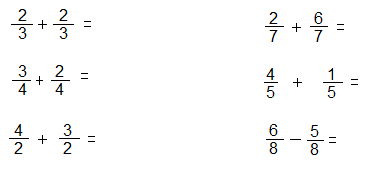 2/3 + 2/3 = 2/7 + 6/7 =
3/4 + 2/4 = 4/5 + 1/5 =
4/2 + 3/2 = 6/8 − 5/8 =